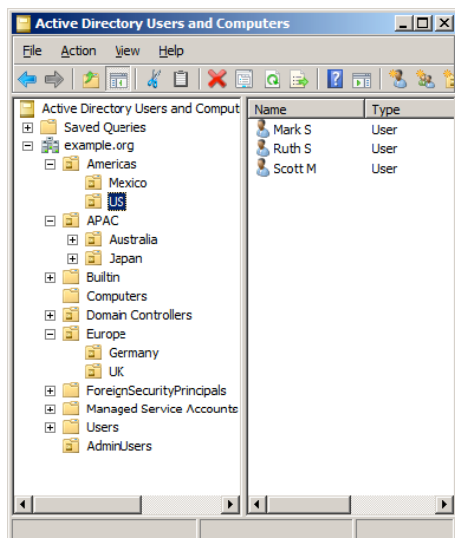 Active Directory Users and Computers
File Action View Help
Active Directory Users and Comput
Saved Queries
example.org
Americas
Mexico
US
APAC
Australia
Japan
Builtin
Computers
Domain Controllers
Europe
Germany
UK
ForeignSecurityPrincipals
Managed Service Accounts
Users
AdminUsers
Name Type
Mark S User
Ruth S User
Scott M User